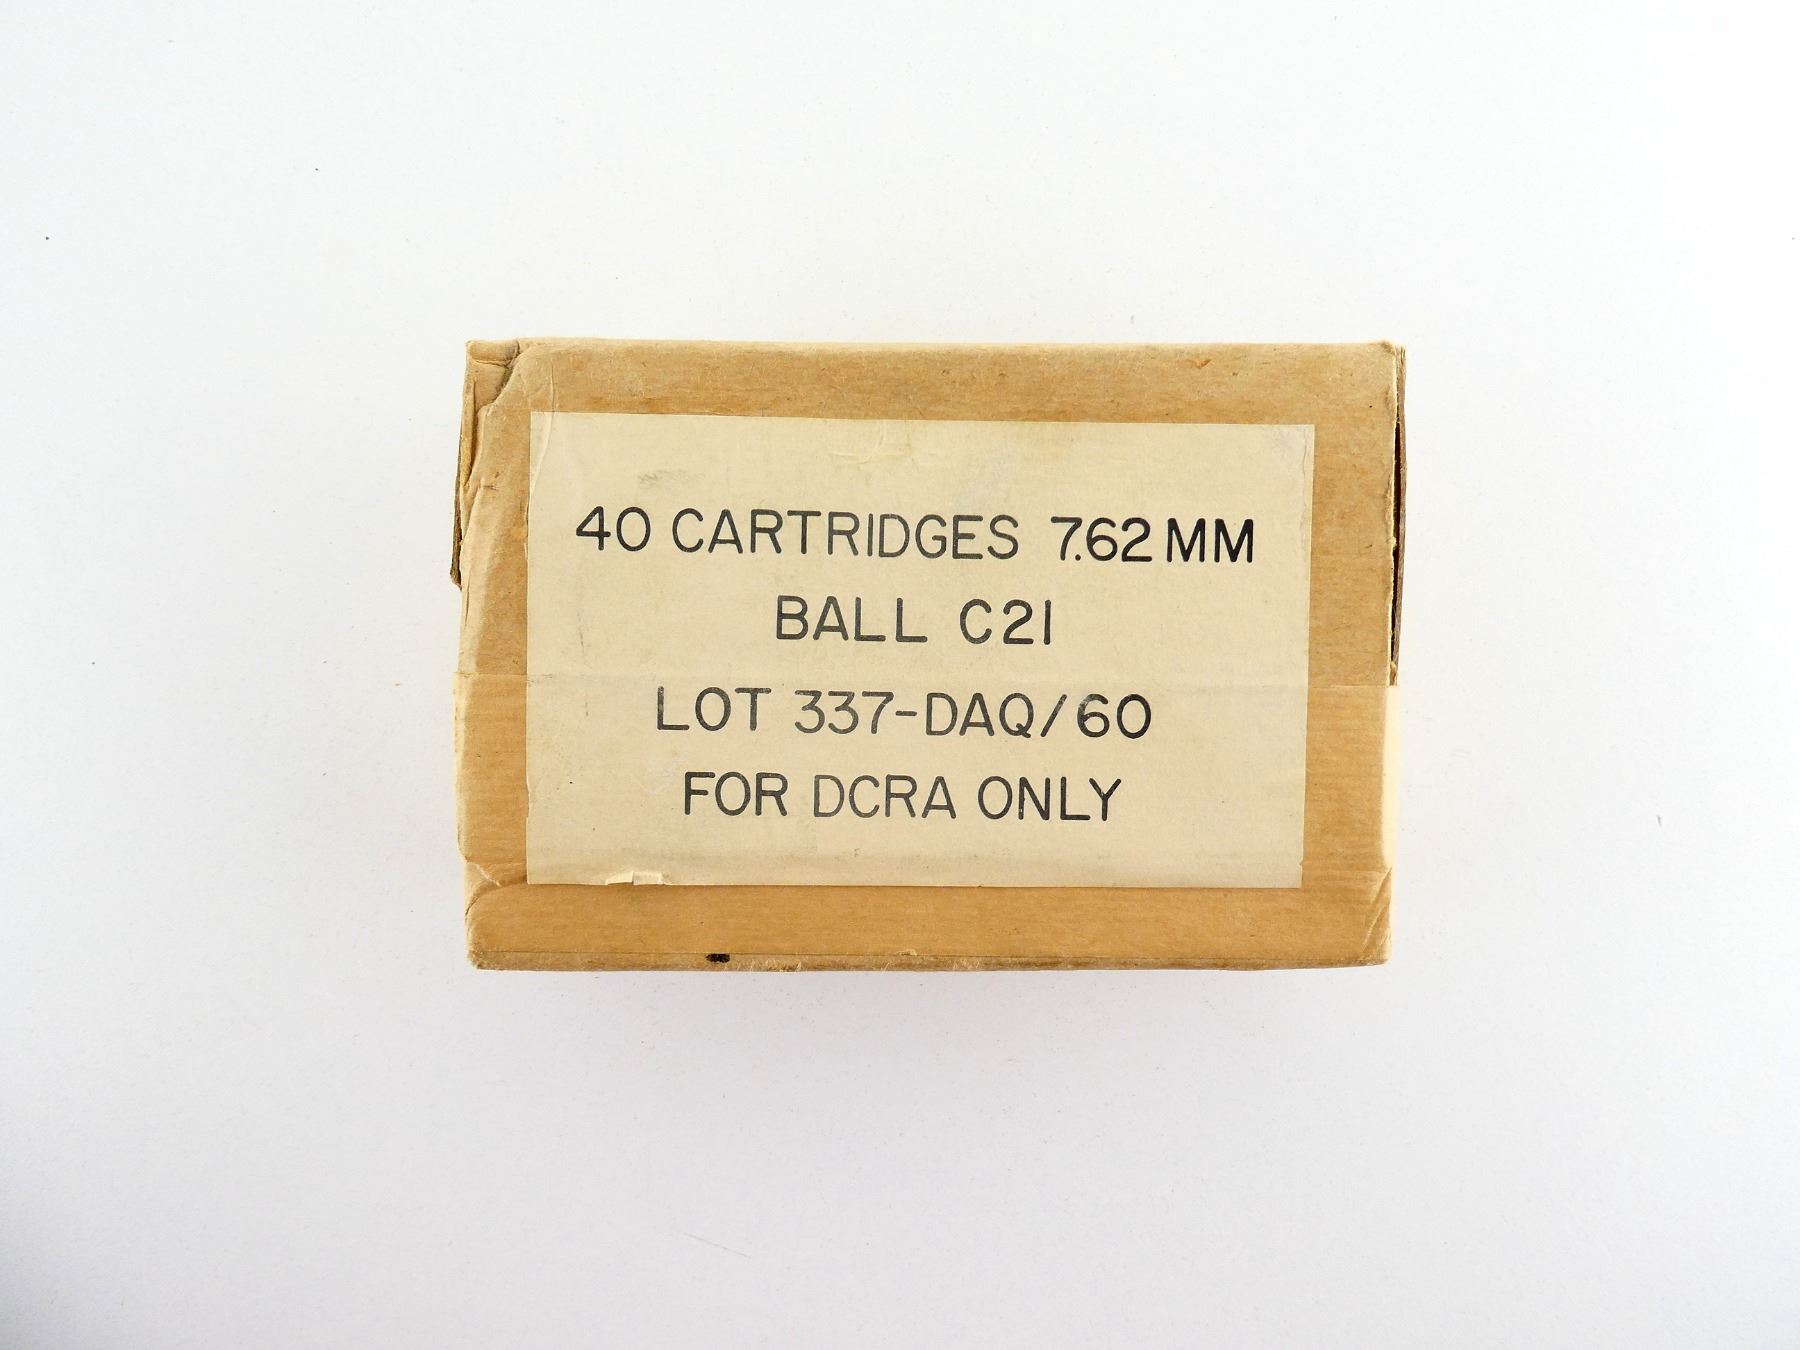 40 CARTRIDGES 7.62 MM
BALL C21
LOT 337-DAQ/60
FOR DCRA ONLY